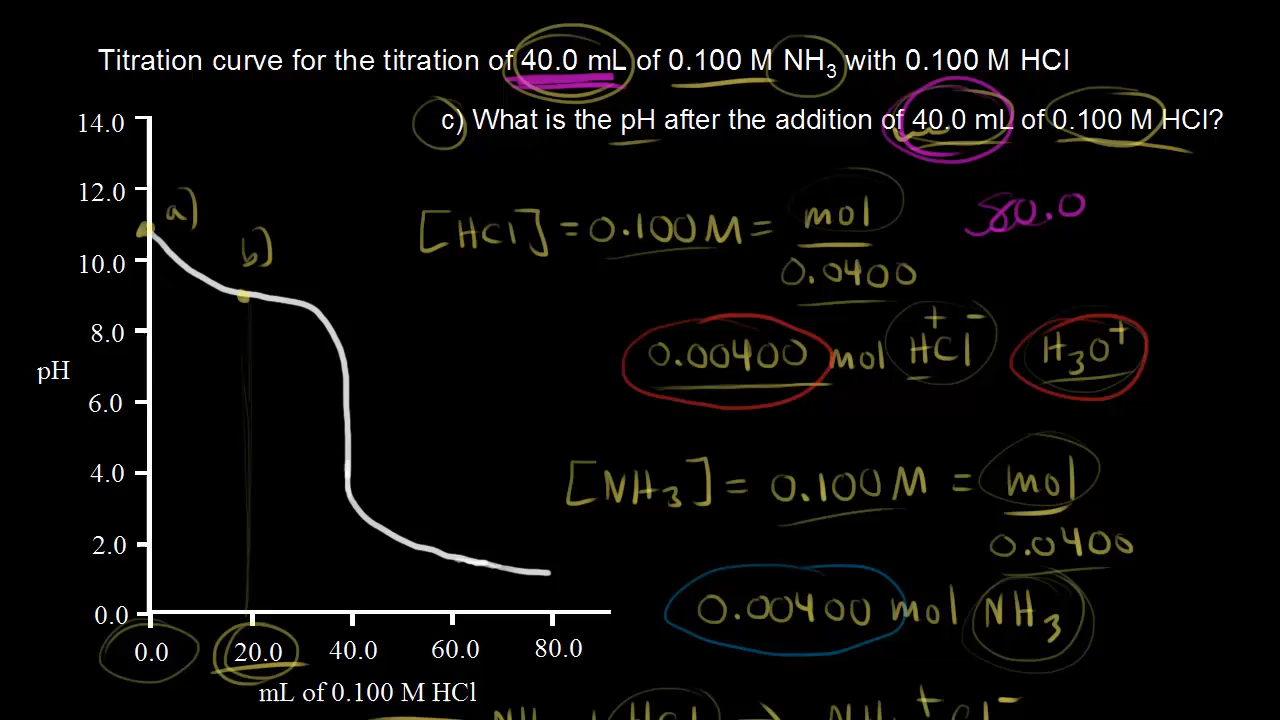 Titration curve for the titration of 40.0 mL of 0.100 M NH₃ with 0.100 M HCl
c) What is the pH after the addition of 40.0 mL of 0.100 M HCl?
14.0
12.0
10.0
8.0
6.0
4.0
2.0
0.0
pH
a)
b)
0.0 20.0 40.0 60.0 80.0
mL of 0.100 M HCl
[HCl] = 0.100 M = mol
0.0400
80.0
0.00400 mol H⁺Cl⁻ H₃O⁺
[NH₃] = 0.100 M = mol
0.0400
0.00400 mol NH₃
NH + HCl → NH⁺ Cl⁻